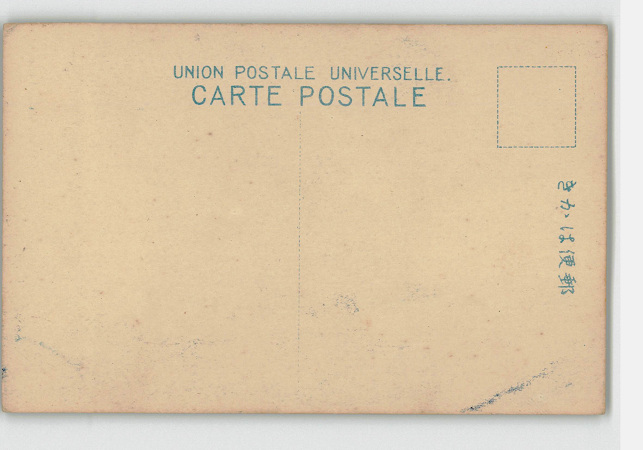 UNION POSTALE UNIVERSELLE.
CARTE POSTALE
郵便はかき